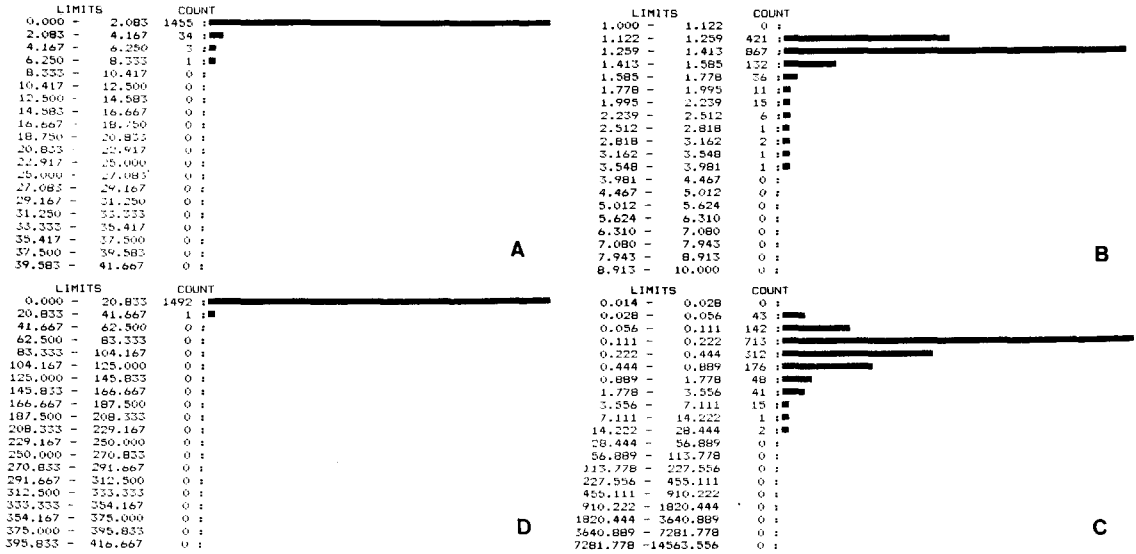 LIMITS COUNT
0.000 - 2.083 1455 :
2.083 - 4.167 34 :
4.167 - 6.250 3 :
6.250 - 8.333 1 :
8.333 - 10.417 0 :
10.417 - 12.500 0 :
12.500 - 14.583 0 :
14.583 - 16.667 0 :
16.667 - 18.750 0 :
18.750 - 20.833 0 :
20.833 - 22.917 0 :
22.917 - 25.000 0 :
25.000 - 27.083 0 :
27.083 - 29.167 0 :
29.167 - 31.250 0 :
31.250 - 33.333 0 :
33.333 - 35.417 0 :
35.417 - 37.500 0 :
37.500 - 39.583 0 :
39.583 - 41.667 0 :
A
LIMITS COUNT
1.000 - 1.122 0 :
1.122 - 1.259 421 :
1.259 - 1.413 867 :
1.413 - 1.585 132 :
1.585 - 1.778 36 :
1.778 - 1.995 11 :
1.995 - 2.239 15 :
2.239 - 2.512 6 :
2.512 - 2.818 1 :
2.818 - 3.162 2 :
3.162 - 3.548 1 :
3.548 - 3.981 1 :
3.981 - 4.467 0 :
4.467 - 5.012 0 :
5.012 - 5.624 0 :
5.624 - 6.310 0 :
6.310 - 7.080 0 :
7.080 - 7.943 0 :
7.943 - 8.913 0 :
8.913 - 10.000 0 :
B
LIMITS COUNT
0.000 - 20.833 1492 :
20.833 - 41.667 1 :
41.667 - 62.500 0 :
62.500 - 83.333 0 :
83.333 - 104.167 0 :
104.167 - 125.000 0 :
125.000 - 145.833 0 :
145.833 - 166.667 0 :
166.667 - 187.500 0 :
187.500 - 208.333 0 :
208.333 - 229.167 0 :
229.167 - 250.000 0 :
250.000 - 270.833 0 :
270.833 - 291.667 0 :
291.667 - 312.500 0 :
312.500 - 333.333 0 :
333.333 - 354.167 0 :
354.167 - 375.000 0 :
375.000 - 395.833 0 :
395.833 - 416.667 0 :
D
LIMITS COUNT
0.014 - 0.028 0 :
0.028 - 0.056 43 :
0.056 - 0.111 142 :
0.111 - 0.222 713 :
0.222 - 0.444 312 :
0.444 - 0.889 176 :
0.889 - 1.778 48 :
1.778 - 3.556 41 :
3.556 - 7.111 15 :
7.111 - 14.222 1 :
14.222 - 28.444 2 :
28.444 - 56.889 0 :
56.889 - 113.778 0 :
113.778 - 227.556 0 :
227.556 - 455.111 0 :
455.111 - 910.222 0 :
910.222 - 1820.444 0 :
1820.444 - 3640.889 0 :
3640.889 - 7281.778 0 :
7281.778 -14563.556 0 :
C